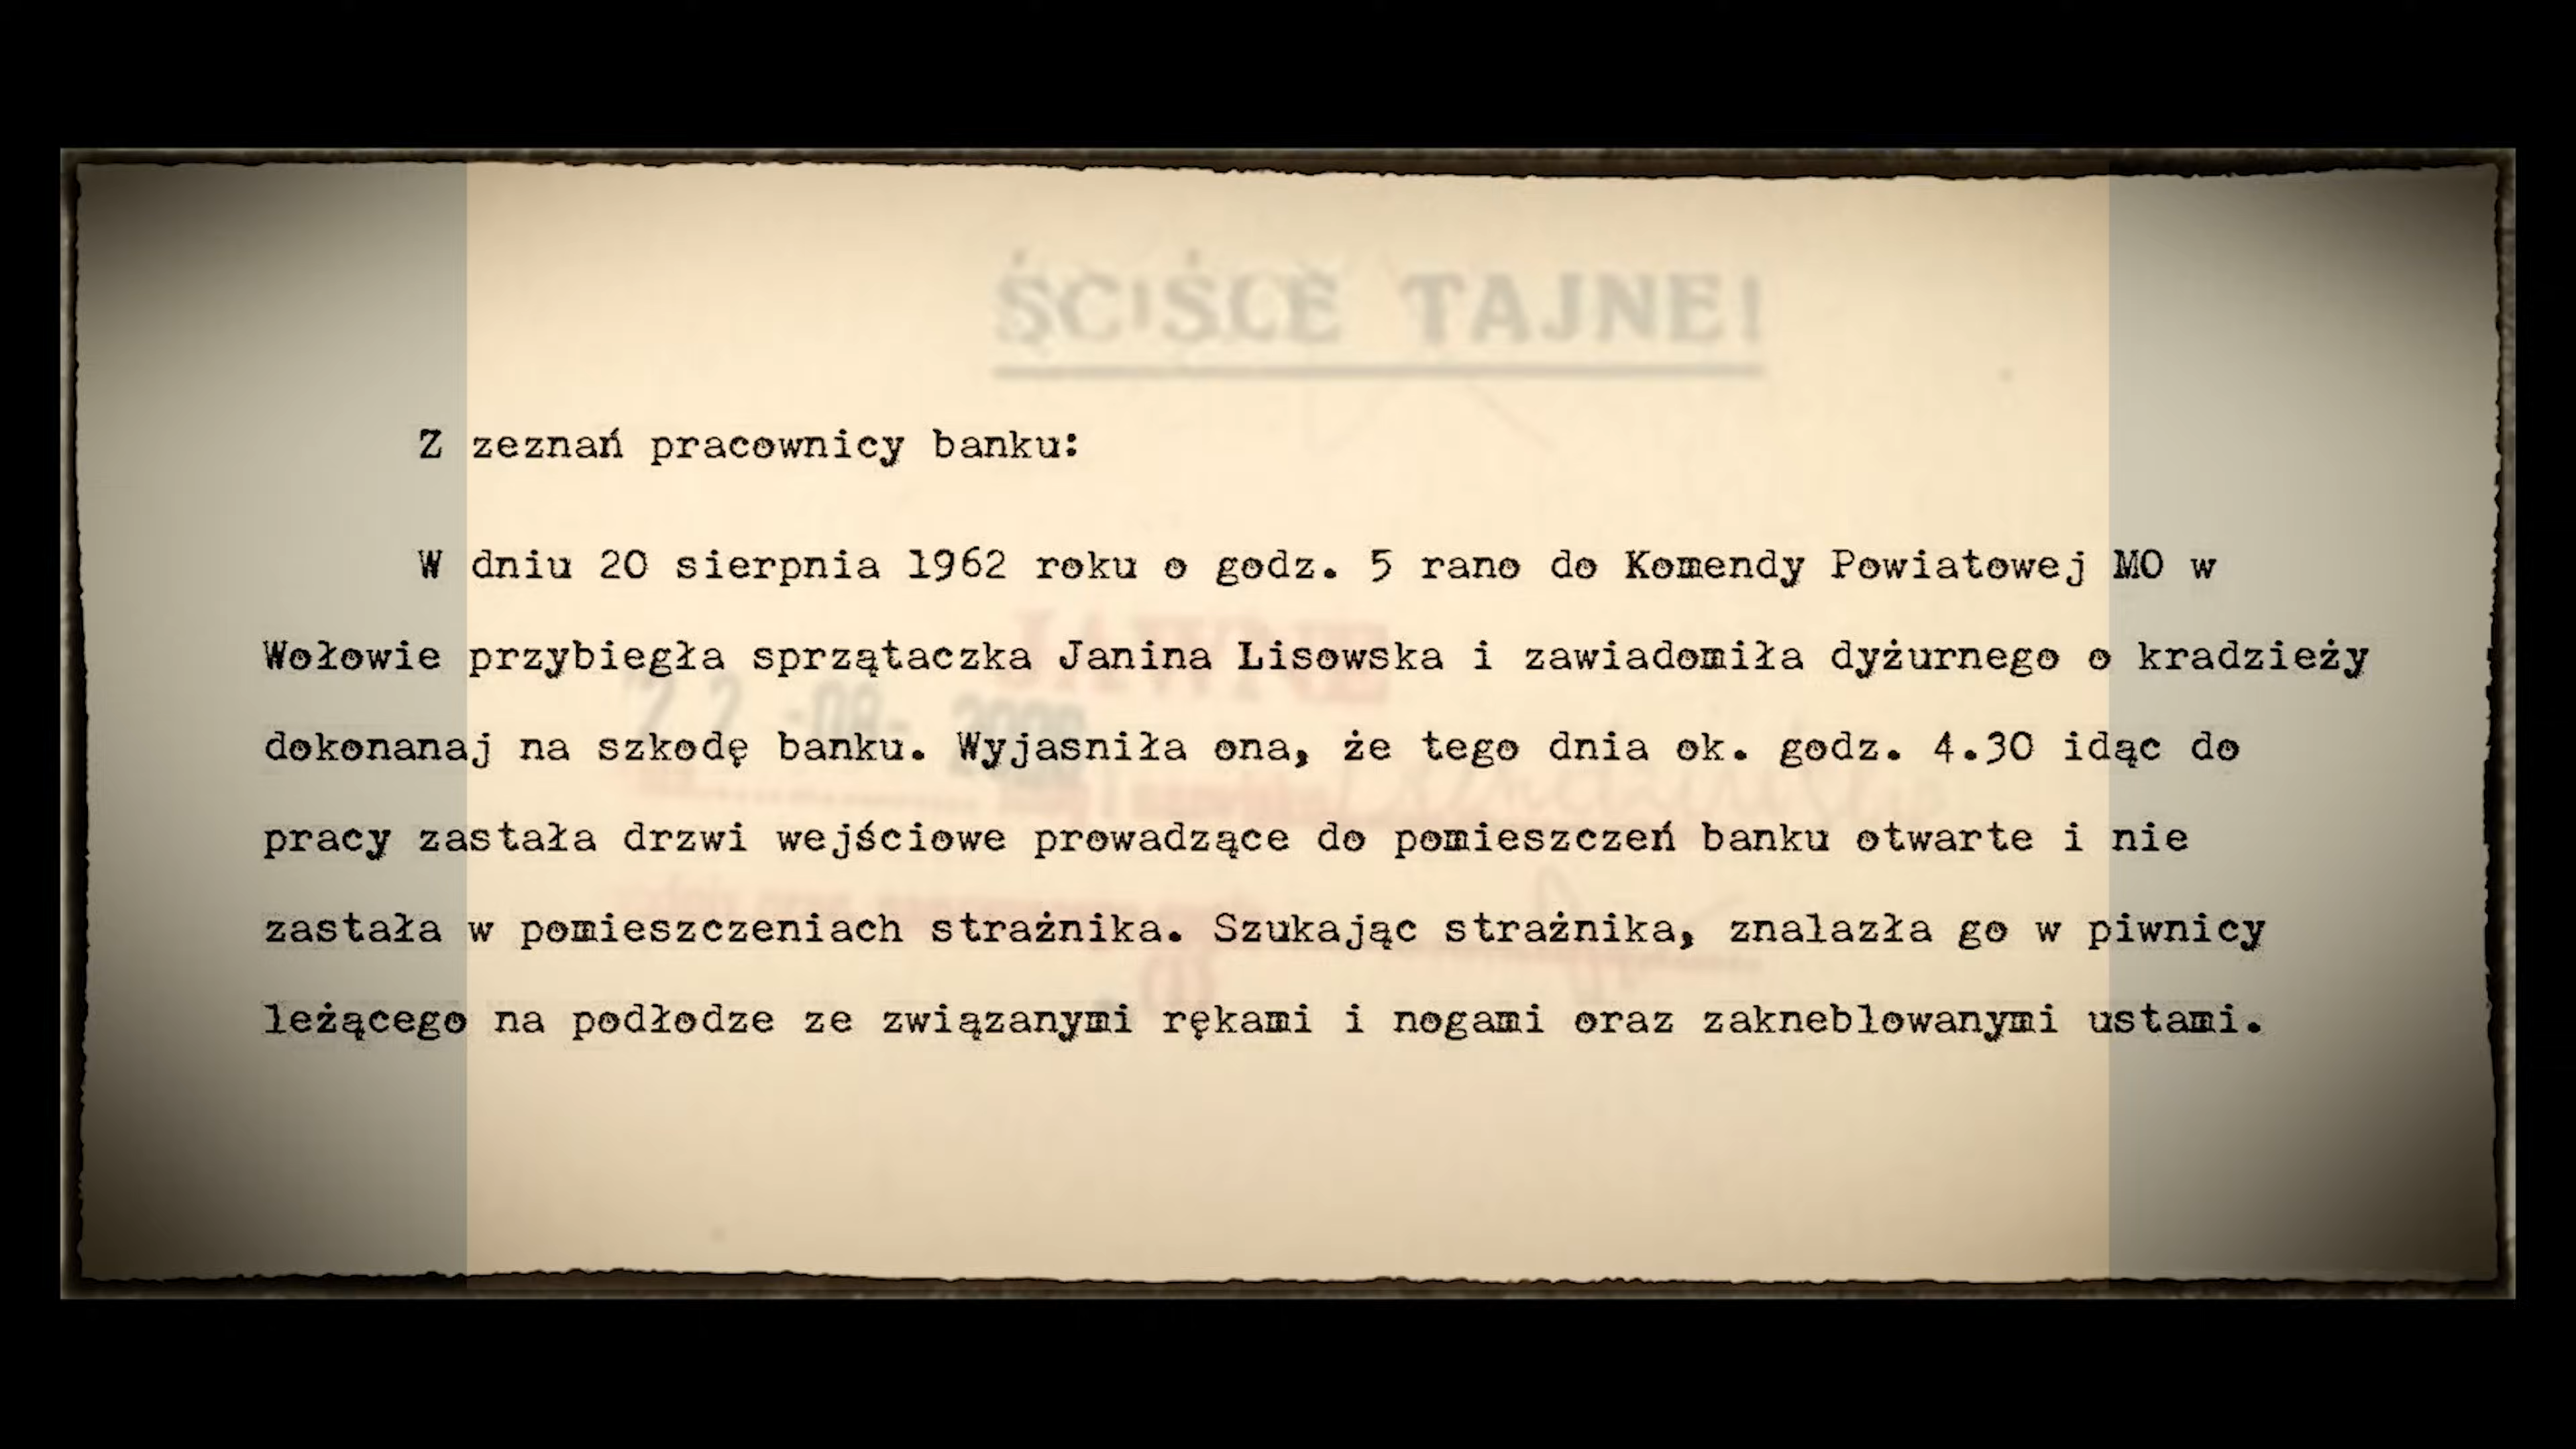 ŚCIŚLE TAJNE!
Z zeznań pracownicy banku:
W dniu 20 sierpnia 1962 roku o godz. 5 rano do Komendy Powiatowej MO w
Wołowie przybiegła sprzątaczka Janina Lisowska i zawiadomiła dyżurnego o kradzieży
JAWNE
22 -08-
dokonanaj na szkodę banku. Wyjasniła ona, że tego dnia ok. godz. 4.30 idąc do
pracy zastała drzwi wejściowe prowadzące do pomieszczeń banku otwarte i nie
zastała w pomieszczeniach strażnika. Szukając strażnika, znalazła go w piwnicy
leżącego na podłodze ze związanymi rękami i nogami oraz zakneblowanymi ustami.